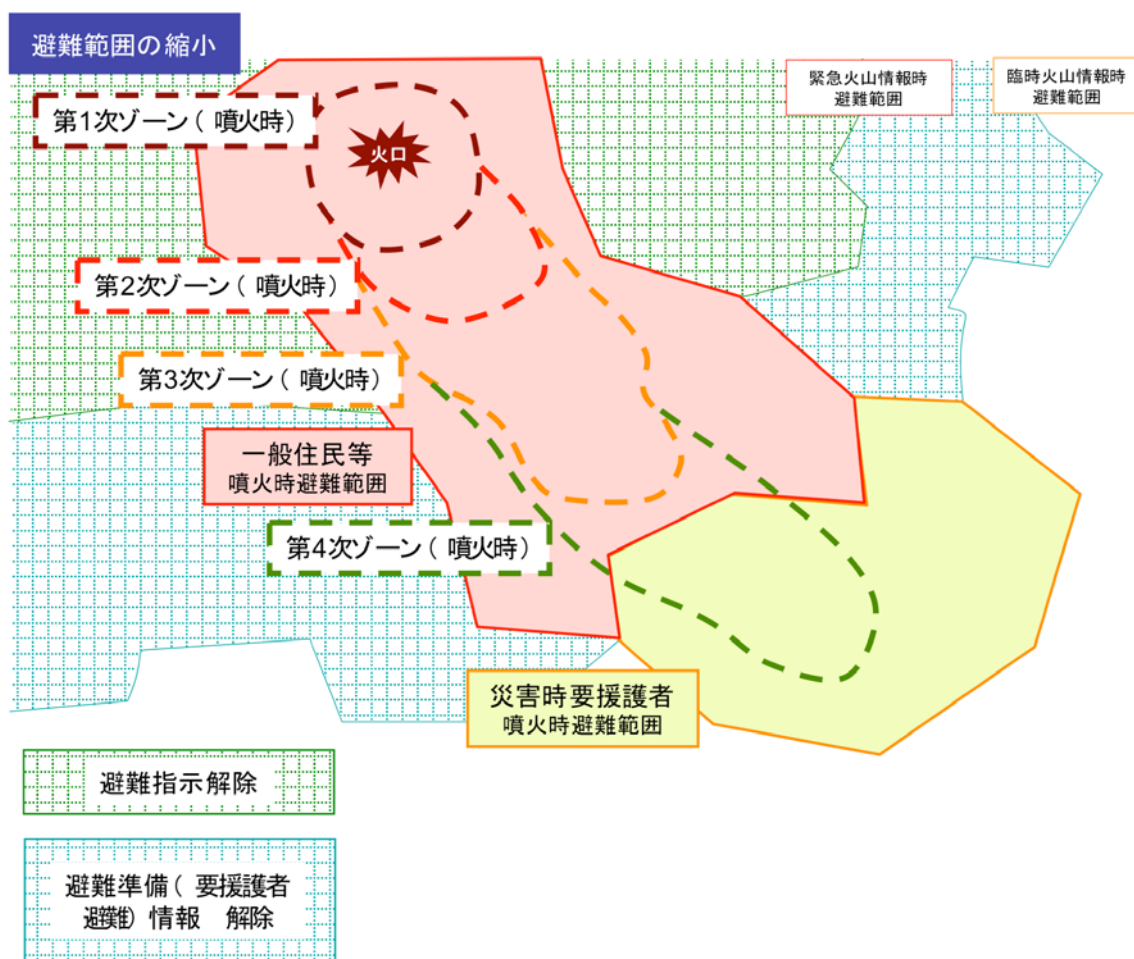 避難範囲の縮小
緊急火山情報時
避難範囲
臨時火山情報時
避難範囲
第1次ゾーン(噴火時)
火口
第2次ゾーン(噴火時)
第3次ゾーン(噴火時)
一般住民等
噴火時避難範囲
第4次ゾーン(噴火時)
災害時要援護者
噴火時避難範囲
避難指示解除
避難準備(要援護者
避難)情報 解除